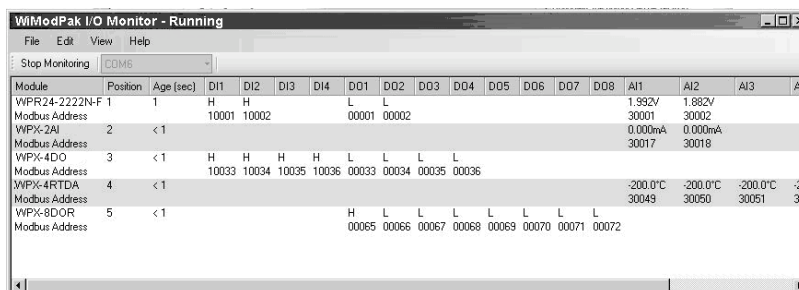 WiModPak I/O Monitor - Running
File Edit View Help
Stop Monitoring COM6
Module Position Age (sec) DI1 DI2 DI3 DI4 DO1 DO2 DO3 DO4 DO5 DO6 DO7 DO8 AI1 AI2 AI3
WPR24-2222N-F 1 1 H H L L 1.992V 1.882V
Modbus Address 10001 10002 00001 00002 30001 30002
WPX-2AI 2 < 1 0.000mA 0.000mA
Modbus Address 30017 30018
WPX-4DO 3 < 1 H H H H L L L L
Modbus Address 10033 10034 10035 10036 00033 00034 00035 00036
WPX-4RTDA 4 < 1 -200.0°C -200.0°C -200.0°C
Modbus Address 30049 30050 30051
WPX-8DOR 5 < 1 H L L L L L L L
Modbus Address 00065 00066 00067 00068 00069 00070 00071 00072